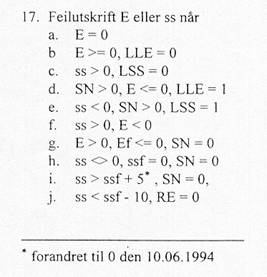 17. Feilutskrift E eller ss når
a. E = 0
b E >= 0, LLE = 0
c. ss > 0, LSS = 0
d. SN > 0, E <= 0, LLE = 1
e. ss < 0, SN > 0, LSS = 1
f. ss > 0, E < 0
g. E > 0, Ef <= 0, SN = 0
h. ss <> 0, ssf = 0, SN = 0
i. ss > ssf + 5*, SN = 0,
j. ss < ssf - 10, RE = 0
* forandret til 0 den 10.06.1994